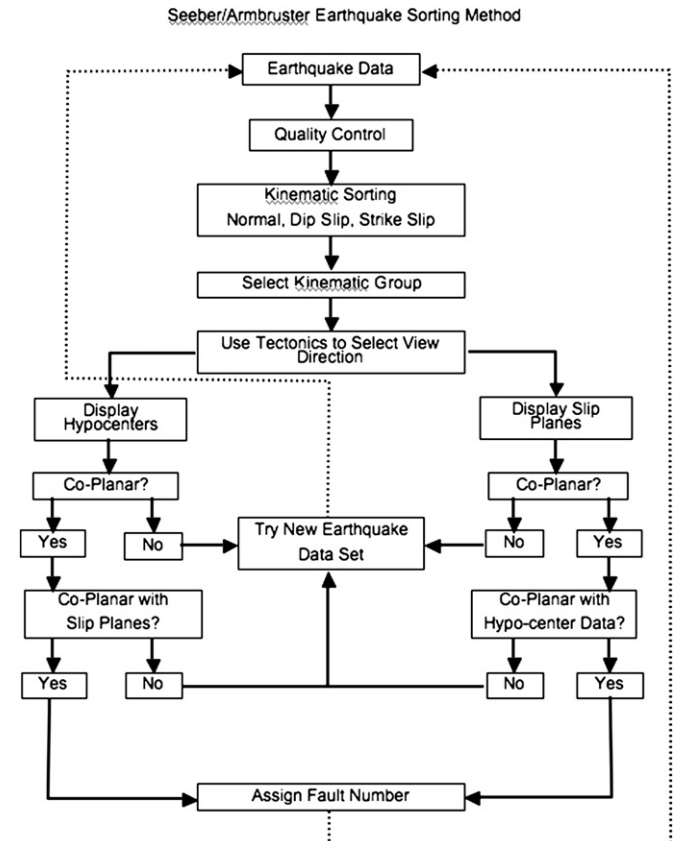 Seeber/Armbruster Earthquake Sorting Method
Earthquake Data
Quality Control
Kinematic Sorting
Normal, Dip Slip, Strike Slip
Select Kinematic Group
Use Tectonics to Select View
Direction
Display
Hypocenters
Display Slip
Planes
Co-Planar?
Co-Planar?
Yes
No
Try New Earthquake
Data Set
No
Yes
Co-Planar with
Slip Planes?
Co-Planar with
Hypo-center Data?
Yes
No
No
Yes
Assign Fault Number